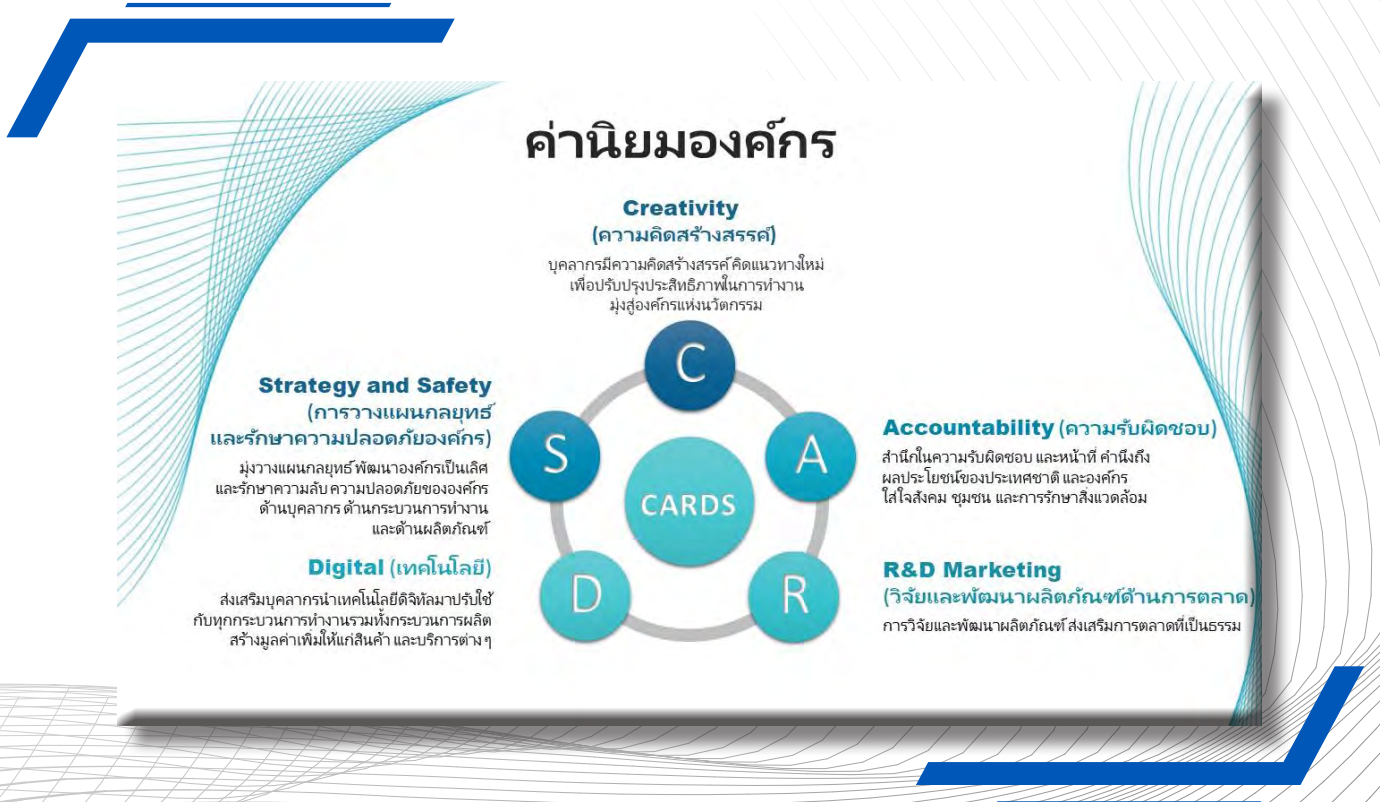 ค่านิยมองค์กร
Creativity
(ความคิดสร้างสรรค์)
บุคลากรมีความคิดสร้างสรรค์ คิดแนวทางใหม่
เพื่อปรับปรุงประสิทธิภาพในการทำงาน
มุ่งสู่องค์กรแห่งนวัตกรรม
C
Strategy and Safety
(การวางแผนกลยุทธ์
และรักษาความปลอดภัยองค์กร)
มุ่งวางแผนกลยุทธ์ พัฒนาองค์กรเป็นเลิศ
และรักษาความลับ ความปลอดภัยขององค์กร
ด้านบุคลากร ด้านกระบวนการทำงาน
และด้านผลิตภัณฑ์
S
A
Accountability (ความรับผิดชอบ)
สำนึกในความรับผิดชอบ และหน้าที่ คำนึงถึง
ผลประโยชน์ของประเทศชาติ และองค์กร
ใส่ใจสังคม ชุมชน และการรักษาสิ่งแวดล้อม
CARDS
Digital (เทคโนโลยี)
ส่งเสริมบุคลากรนำเทคโนโลยีดิจิทัลมาปรับใช้
กับทุกกระบวนการทำงานรวมทั้งกระบวนการผลิต
สร้างมูลค่าเพิ่มให้แก่สินค้า และบริการต่าง ๆ
D
R
R&D Marketing
(วิจัยและพัฒนาผลิตภัณฑ์ด้านการตลาด)
การวิจัยและพัฒนาผลิตภัณฑ์ ส่งเสริมการตลาดที่เป็นธรรม